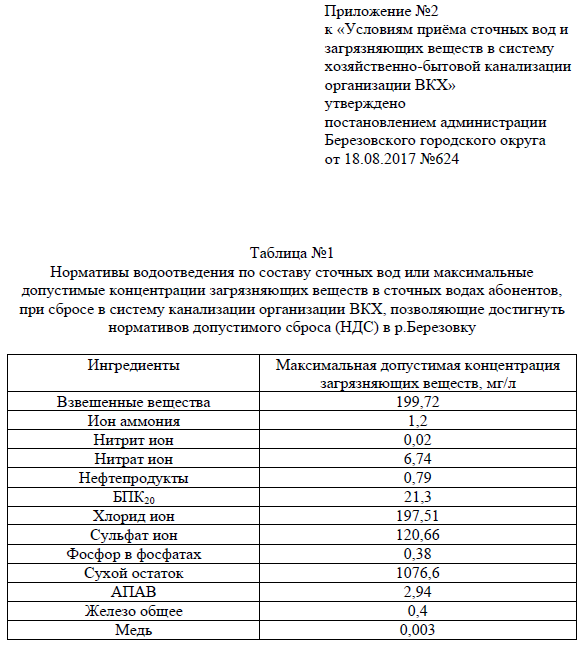 Приложение №2
к «Условиям приёма сточных вод и
загрязняющих веществ в систему
хозяйственно-бытовой канализации
организации ВКХ»
утверждено
постановлением администрации
Березовского городского округа
от 18.08.2017 №624
Таблица №1
Нормативы водоотведения по составу сточных вод или максимальные
допустимые концентрации загрязняющих веществ в сточных водах абонентов,
при сбросе в систему канализации организации ВКХ, позволяющие достигнуть
нормативов допустимого сброса (НДС) в р.Березовку
Ингредиенты Максимальная допустимая концентрация
загрязняющих веществ, мг/л
Взвешенные вещества 199,72
Ион аммония 1,2
Нитрит ион 0,02
Нитрат ион 6,74
Нефтепродукты 0,79
БПК₂₀ 21,3
Хлорид ион 197,51
Сульфат ион 120,66
Фосфор в фосфатах 0,38
Сухой остаток 1076,6
АПАВ 2,94
Железо общее 0,4
Медь 0,003